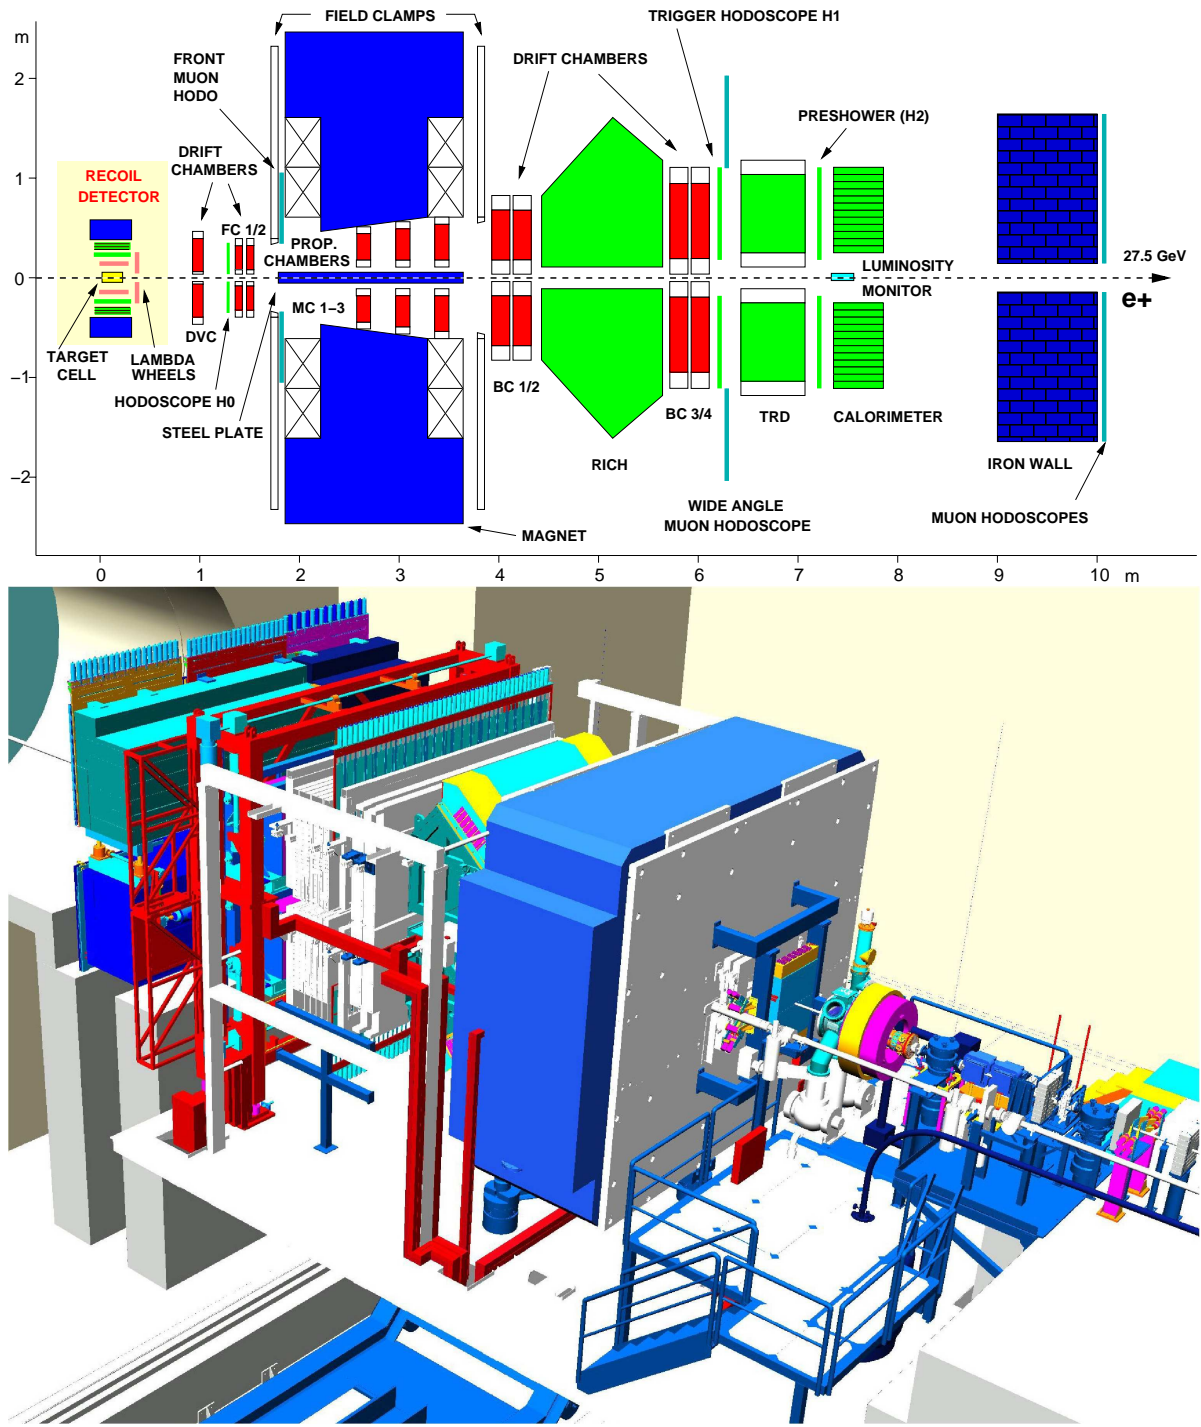 FIELD CLAMPS
TRIGGER HODOSCOPE H1
m
FRONT
MUON
HODO
DRIFT CHAMBERS
2
PRESHOWER (H2)
DRIFT
CHAMBERS
1
RECOIL
DETECTOR
FC 1/2
PROP.
CHAMBERS
27.5 GeV
LUMINOSITY
MONITOR
0
e+
MC 1−3
DVC
TARGET
CELL
LAMBDA
WHEELS
−1
HODOSCOPE H0
BC 1/2
BC 3/4
TRD
CALORIMETER
STEEL PLATE
RICH
IRON WALL
−2
WIDE ANGLE
MUON HODOSCOPE
MUON HODOSCOPES
MAGNET
0 1 2 3 4 5 6 7 8 9 10 m